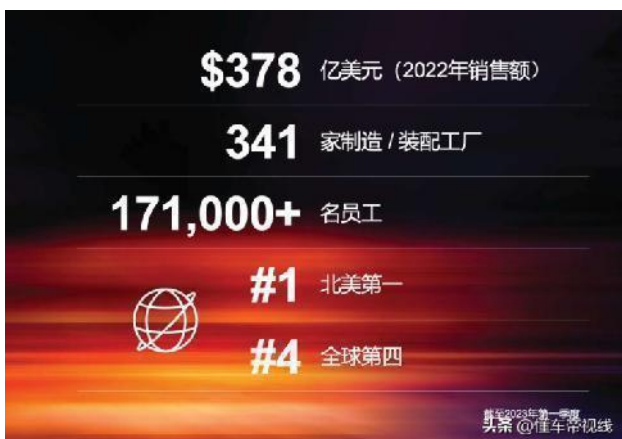 $378 亿美元（2022年销售额）
341 家制造 / 装配工厂
171,000+ 名员工
#1 北美第一
#4 全球第四
截至2023年第一季度
头条 @懂车帝视线